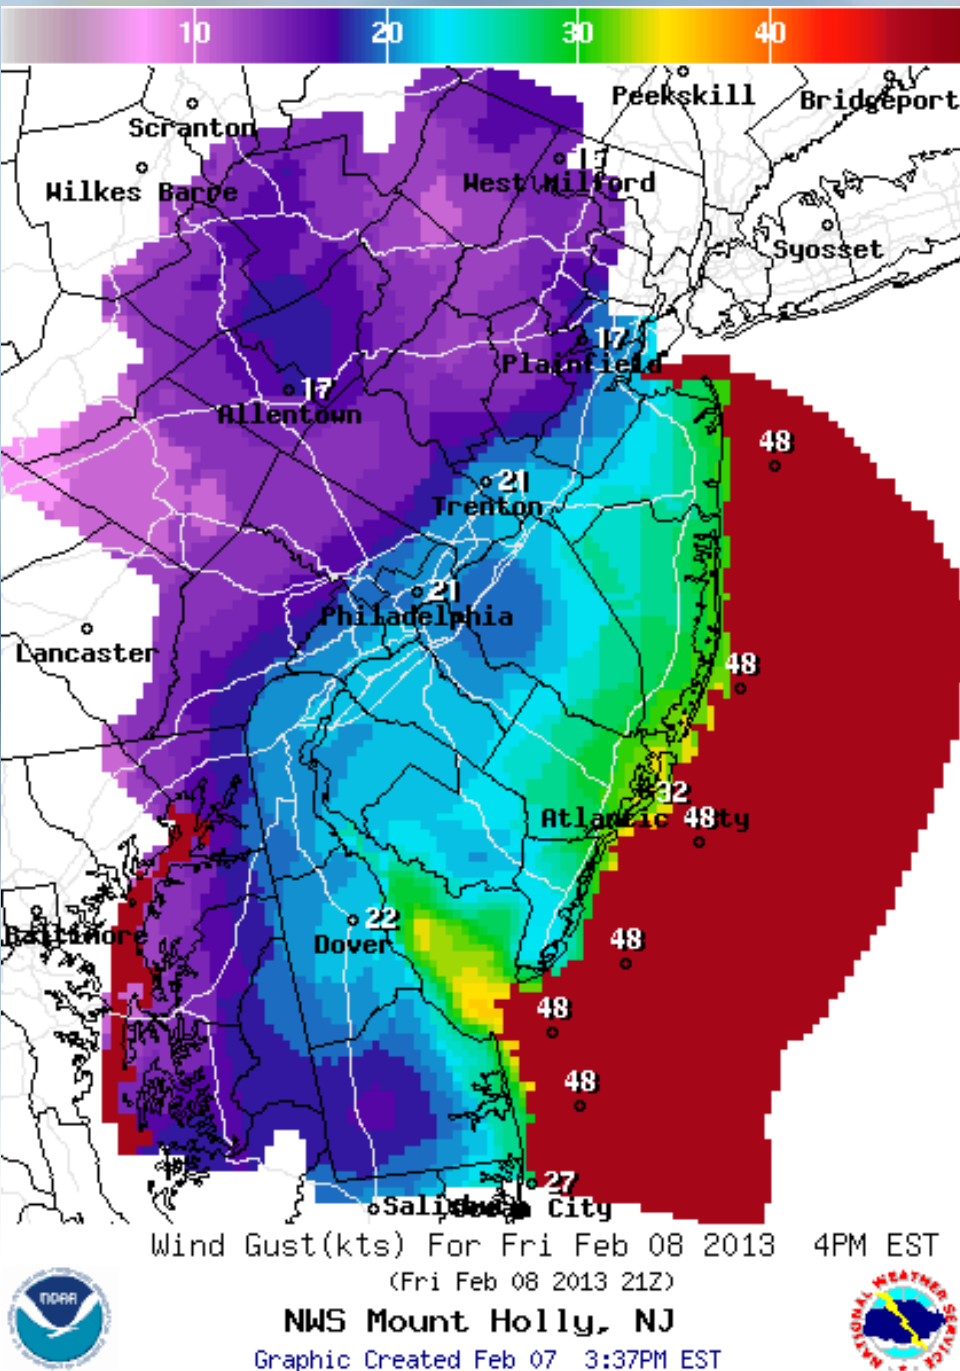 10 20 30 40
Peekskill
Bridgeport
Scranton
West Milford
Wilkes Barre
Syosset
17
Plainfield
17
Allentown
48
21
Trenton
21
Philadelphia
Lancaster
48
32
Atlantic City
48
22
Baltimore
Dover
48
48
48
27
Salisbury
Ocean City
Wind Gust(kts) For Fri Feb 08 2013 4PM EST
(Fri Feb 08 2013 21Z)
NOAA
NATIONAL WEATHER SERVICE
NWS Mount Holly, NJ
Graphic Created Feb 07 3:37PM EST